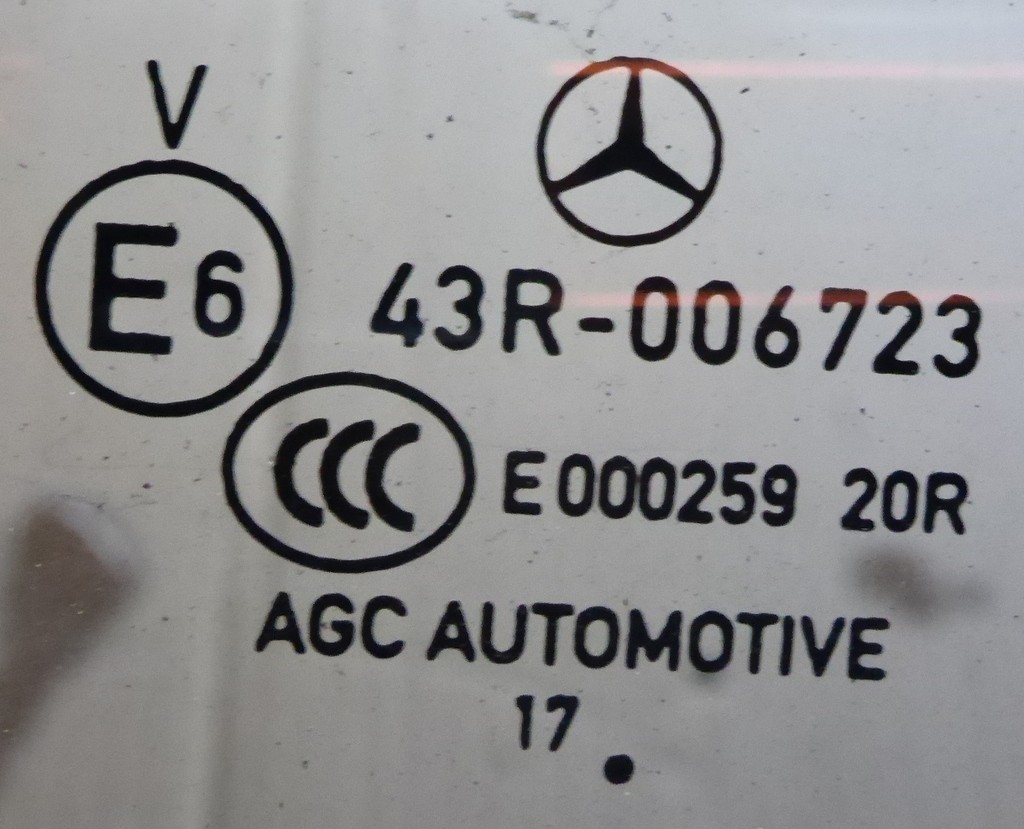 V
E6
43R-006723
CCC
E000259 20R
AGC AUTOMOTIVE
17 .